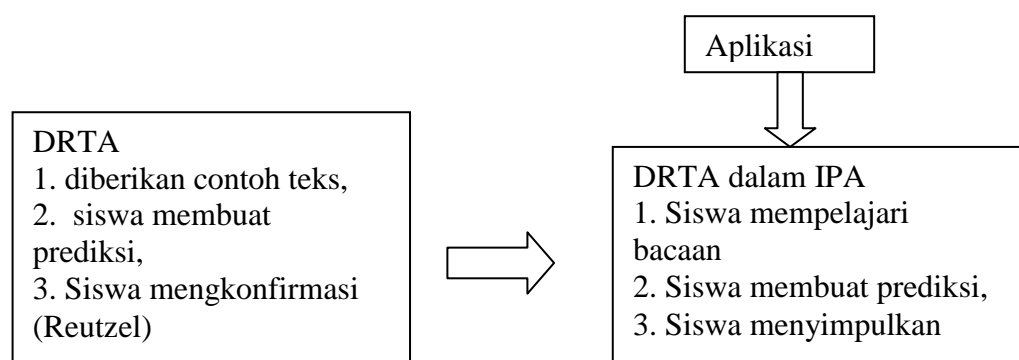 Aplikasi
DRTA
1. diberikan contoh teks,
2. siswa membuat
prediksi,
3. Siswa mengkonfirmasi
(Reutzel)
DRTA dalam IPA
1. Siswa mempelajari
bacaan
2. Siswa membuat prediksi,
3. Siswa menyimpulkan